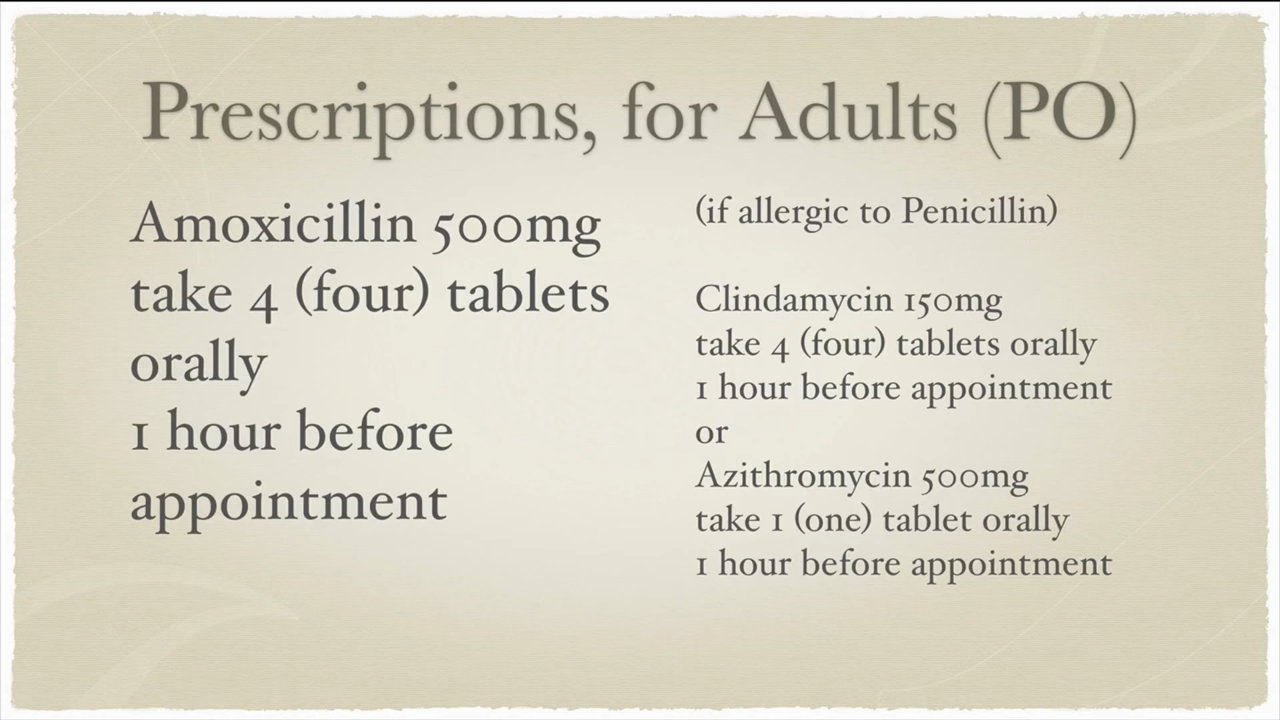 Prescriptions, for Adults (PO)
Amoxicillin 500mg
take 4 (four) tablets
orally
1 hour before
appointment
(if allergic to Penicillin)
Clindamycin 150mg
take 4 (four) tablets orally
1 hour before appointment
or
Azithromycin 500mg
take 1 (one) tablet orally
1 hour before appointment